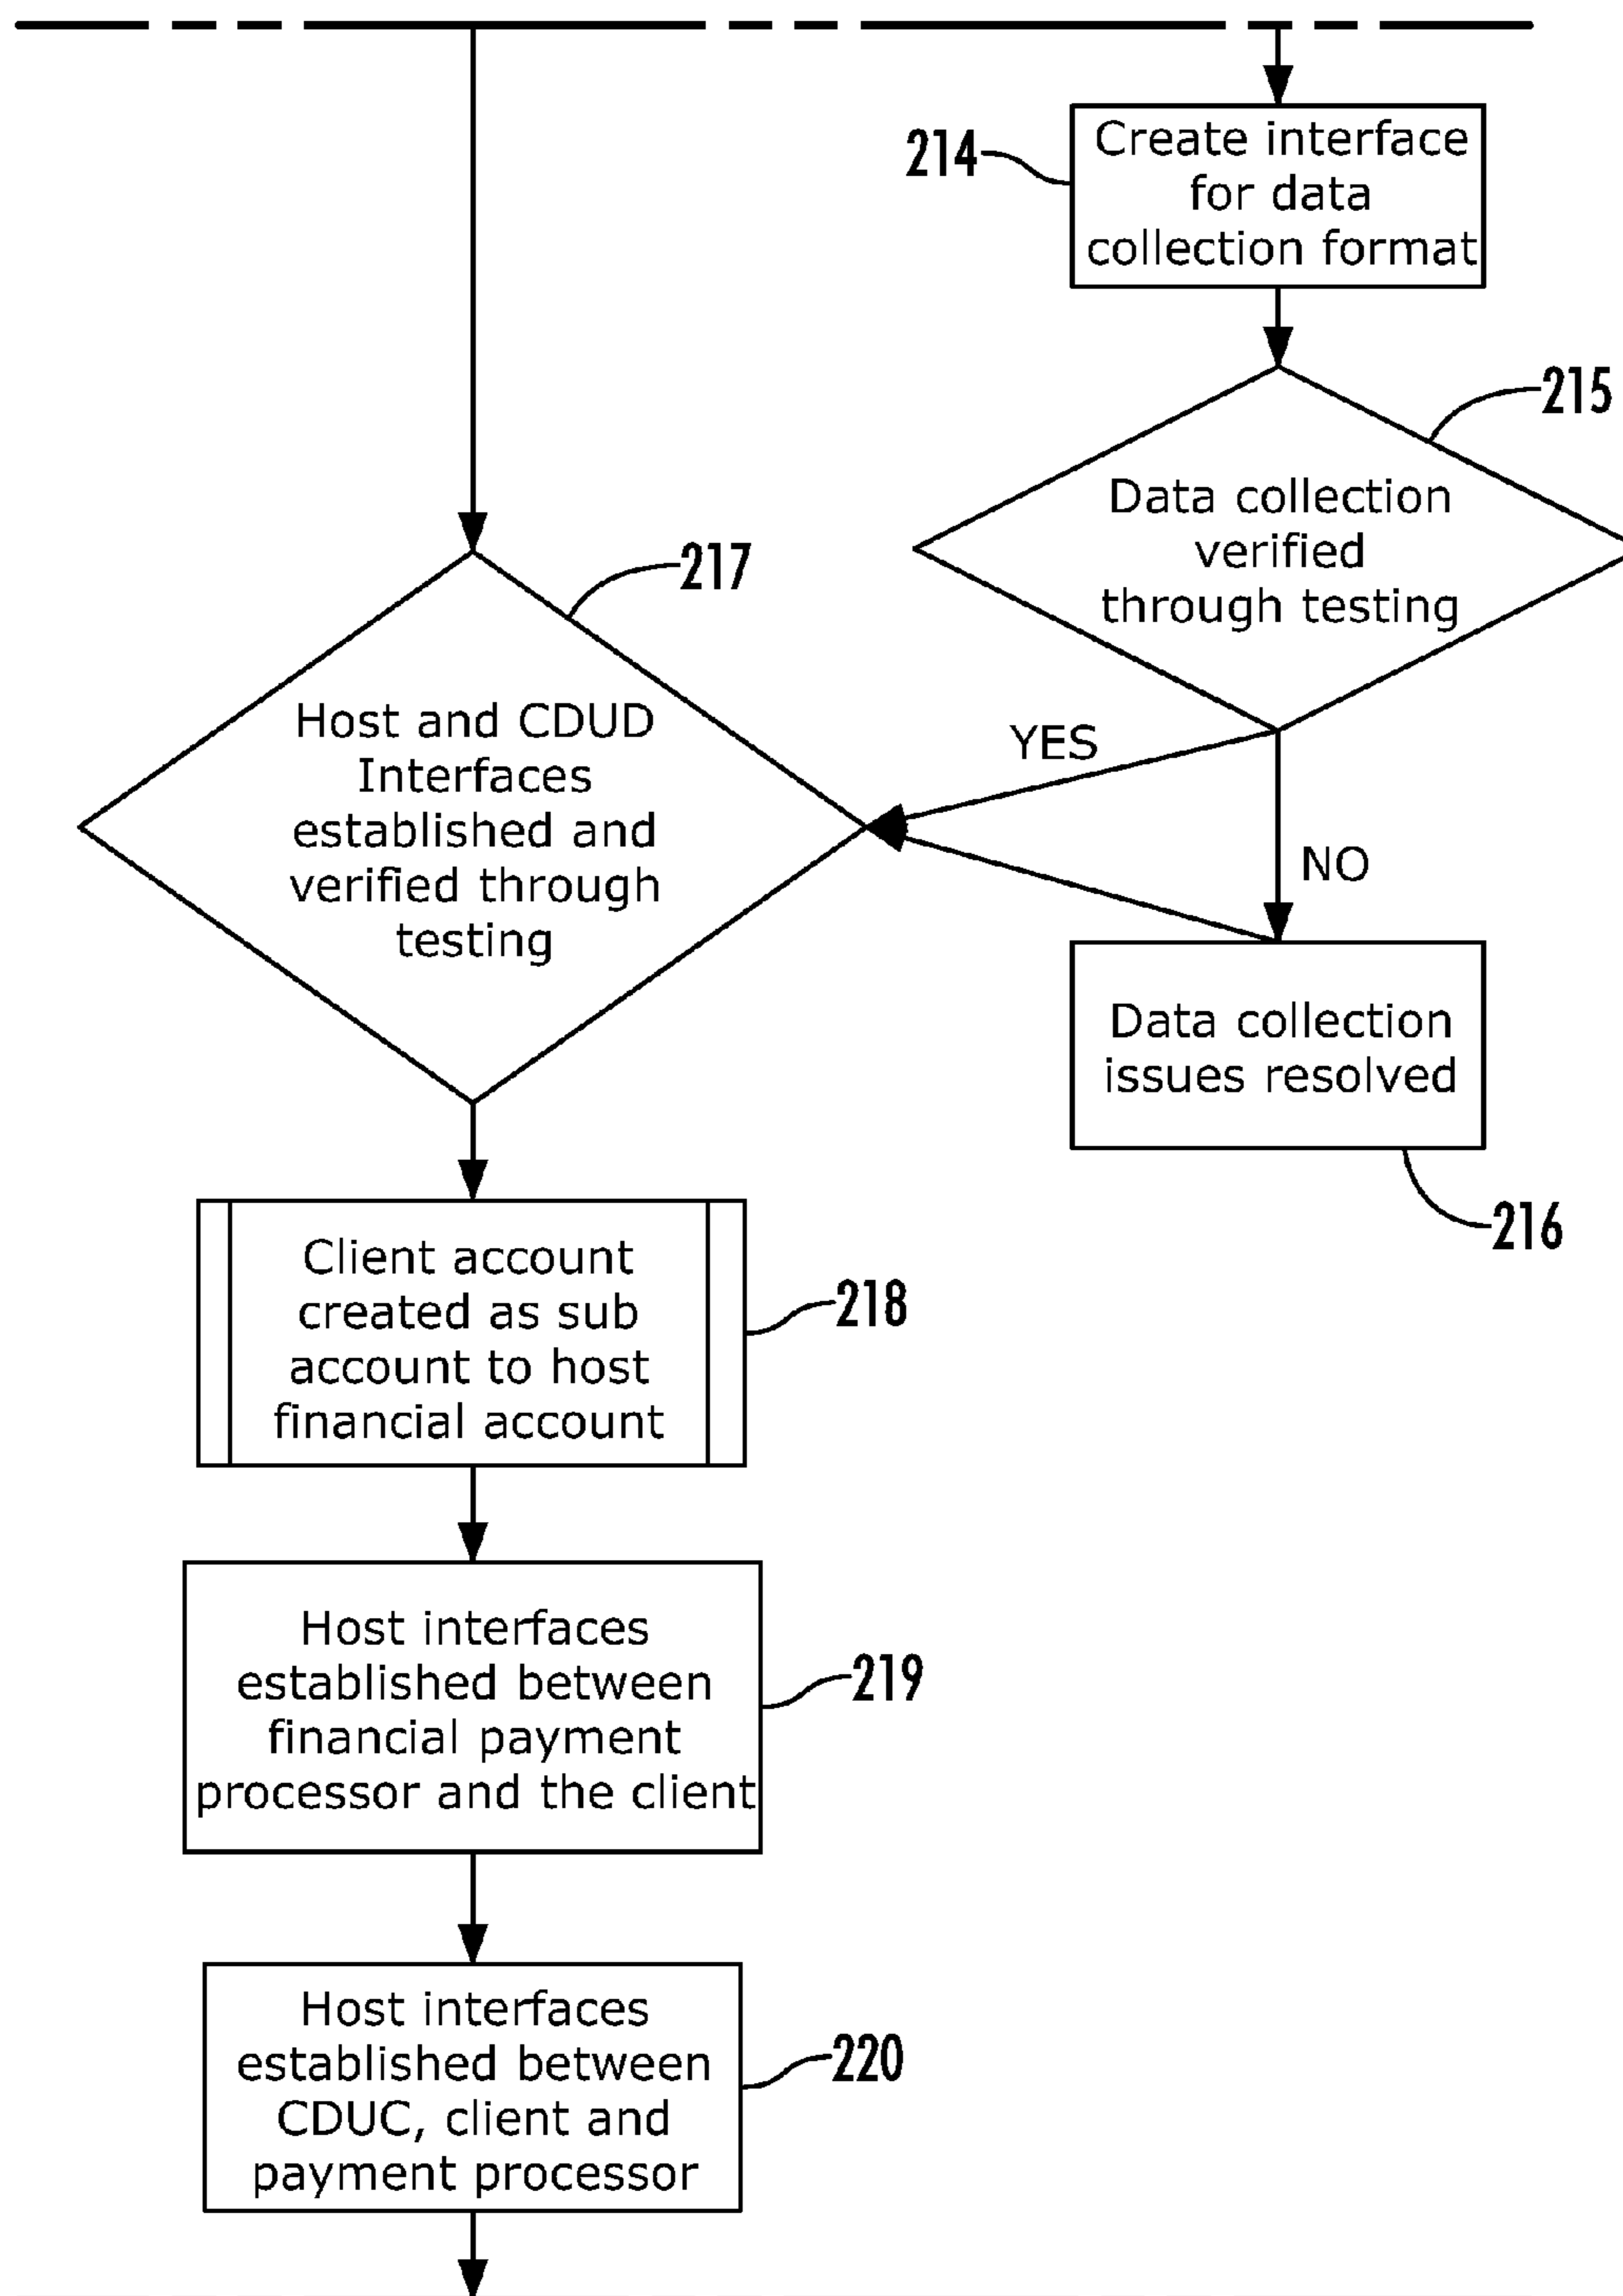 214
Create interface
for data
collection format
215
Data collection
verified
through testing
217
Host and CDUD
Interfaces
established and
verified through
testing
YES
NO
Data collection
issues resolved
216
Client account
created as sub
account to host
financial account
218
Host interfaces
established between
financial payment
processor and the client
219
Host interfaces
established between
CDUC, client and
payment processor
220